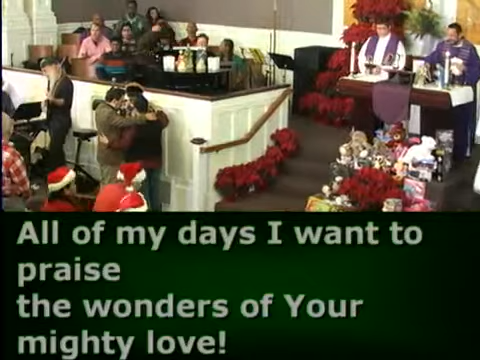 All of my days I want to
praise
the wonders of Your
mighty love!